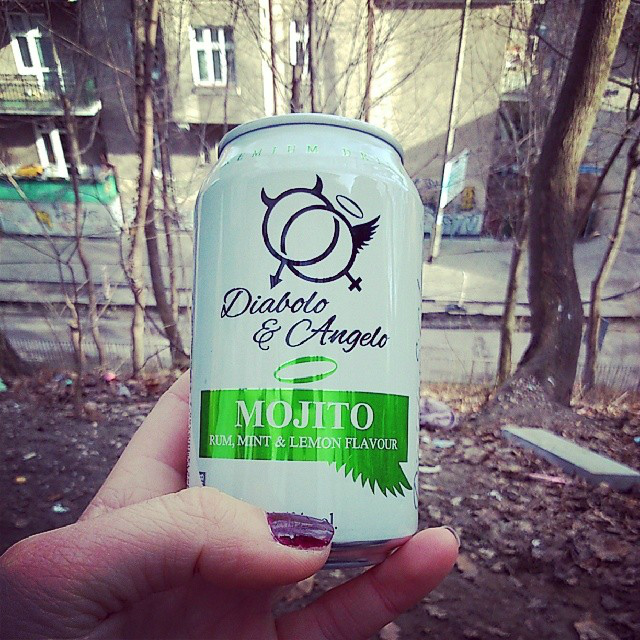 Diabolo
& Angelo
MOJITO
RUM, MINT & LEMON FLAVOUR